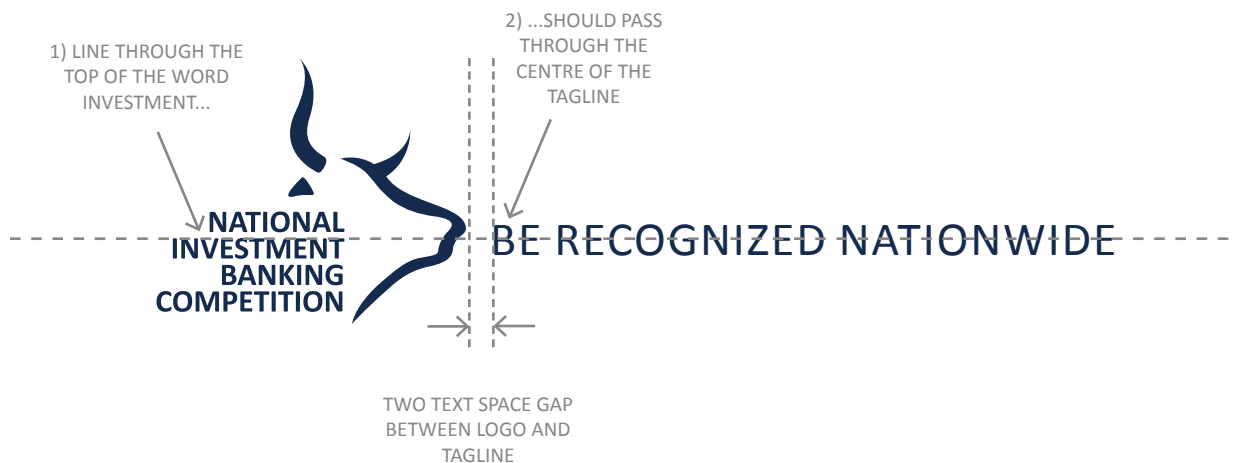 1) LINE THROUGH THE
TOP OF THE WORD
INVESTMENT...
2) ...SHOULD PASS
THROUGH THE
CENTRE OF THE
TAGLINE
NATIONAL
INVESTMENT
BANKING
COMPETITION
BE RECOGNIZED NATIONWIDE
TWO TEXT SPACE GAP
BETWEEN LOGO AND
TAGLINE